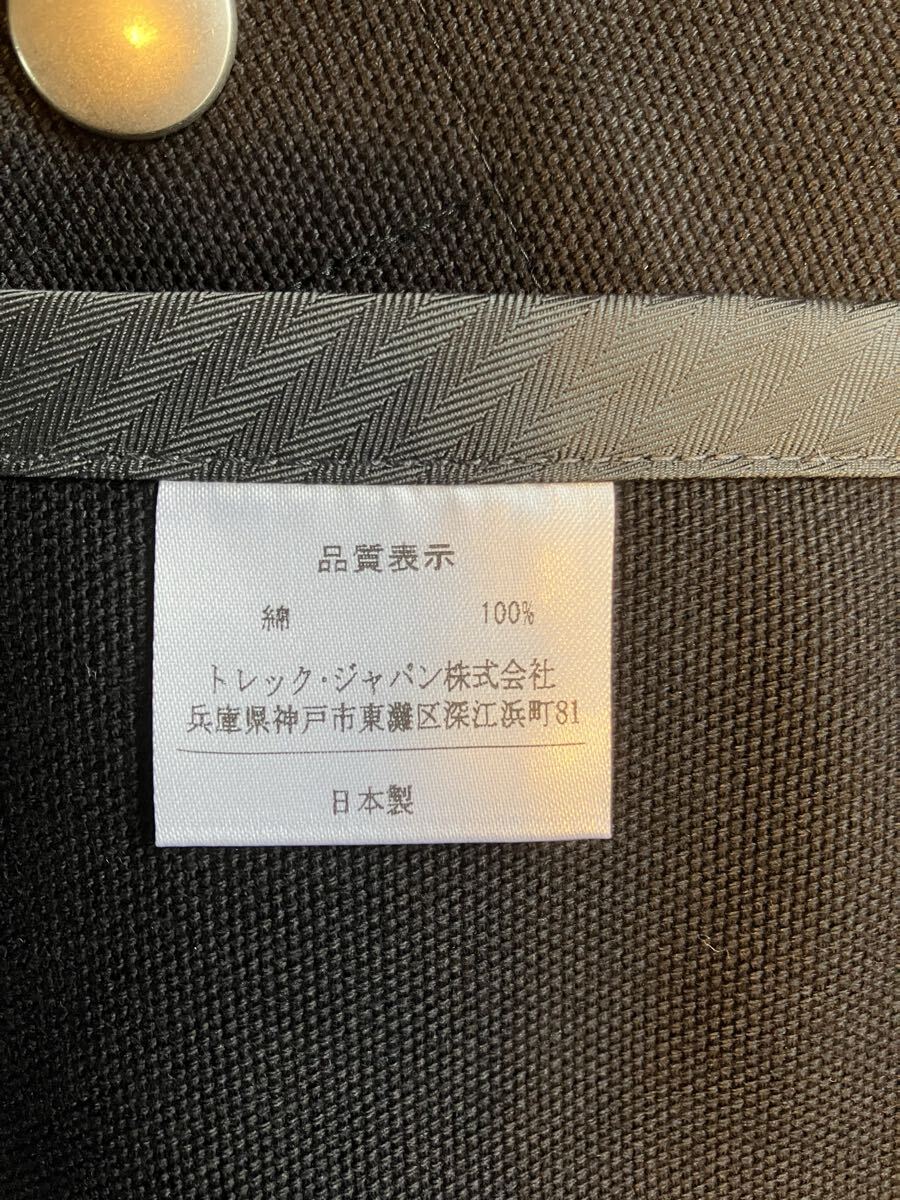 品質表示
綿 100%
トレック・ジャパン株式会社
兵庫県神戸市東灘区深江浜町81
日本製